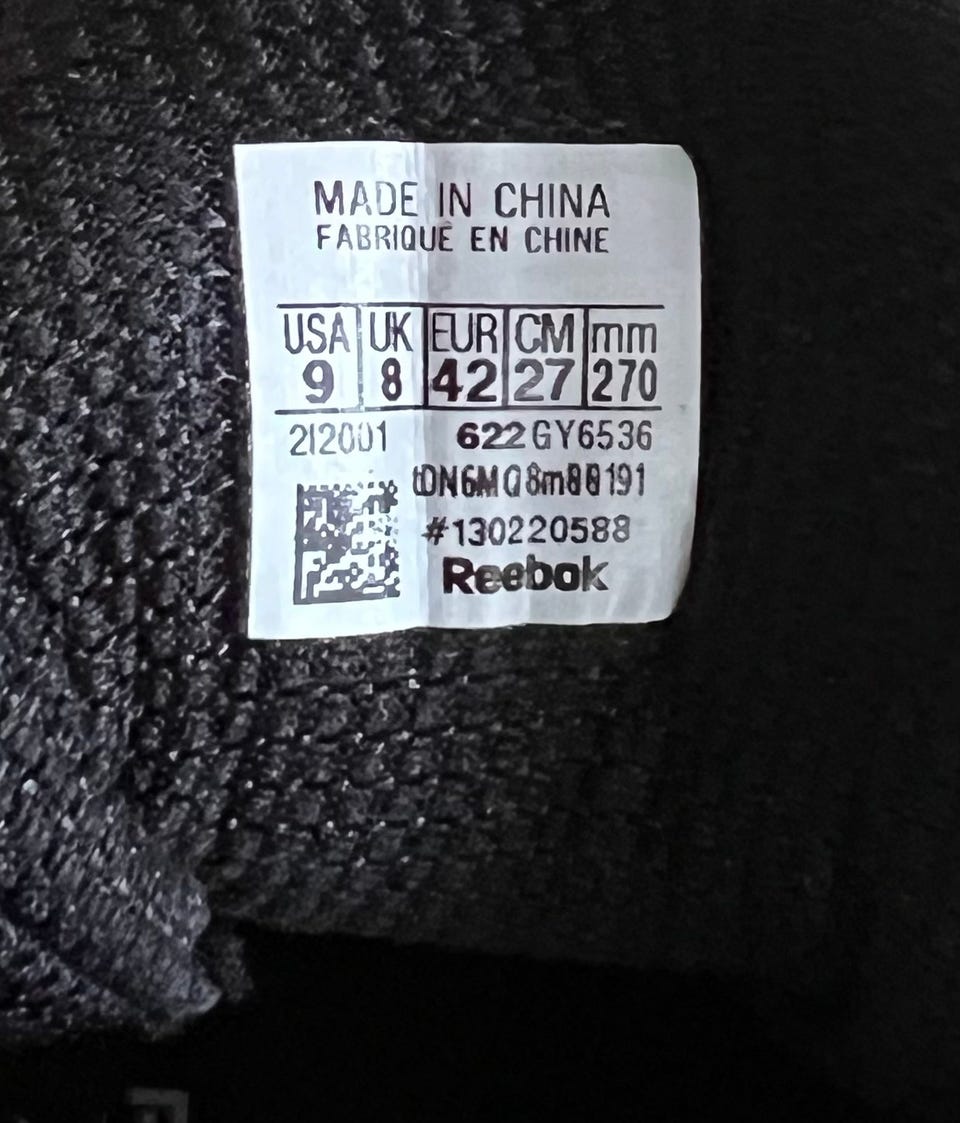 MADE IN CHINA
FABRIQUÉ EN CHINE
USA UK EUR CM mm
9 8 42 27 270
2I2001 622 GY6536
#130220588
Reebok